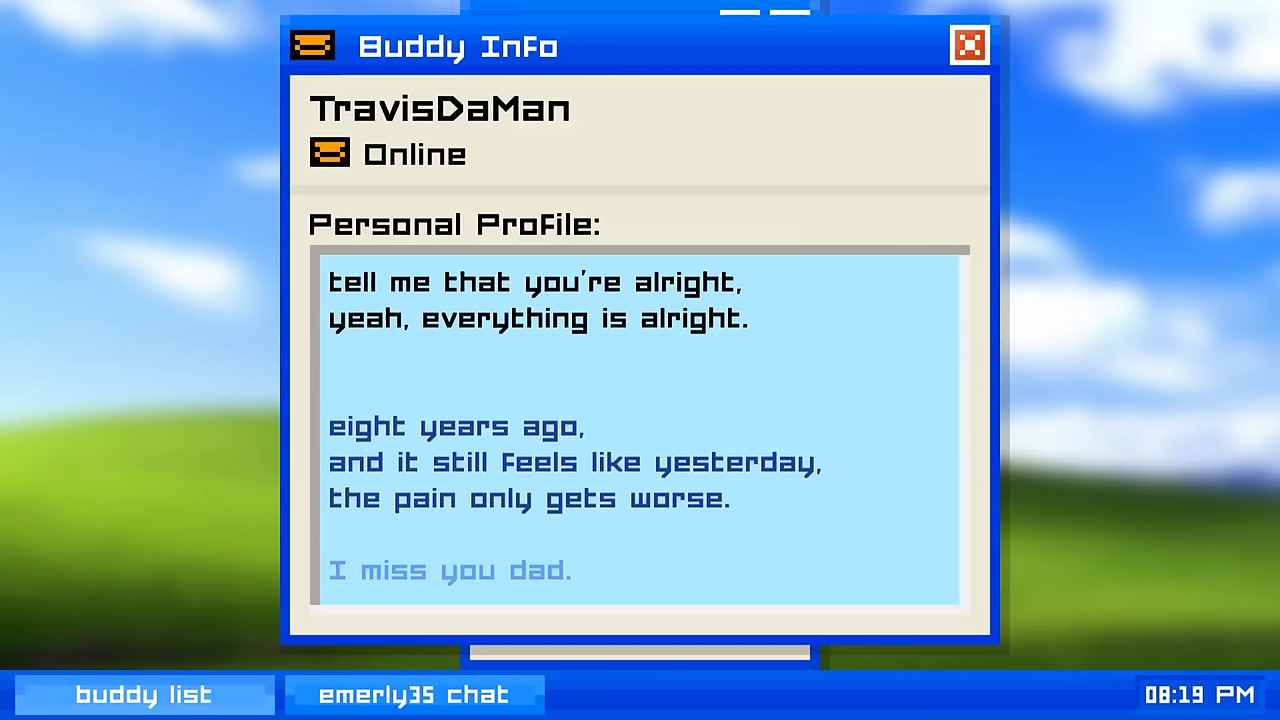 Buddy Info
TravisDaMan
Online
Personal Profile:
tell me that you're alright,
yeah, everything is alright.
eight years ago,
and it still feels like yesterday,
the pain only gets worse.
I miss you dad.
buddy list
emerly35 chat
08:19 PM